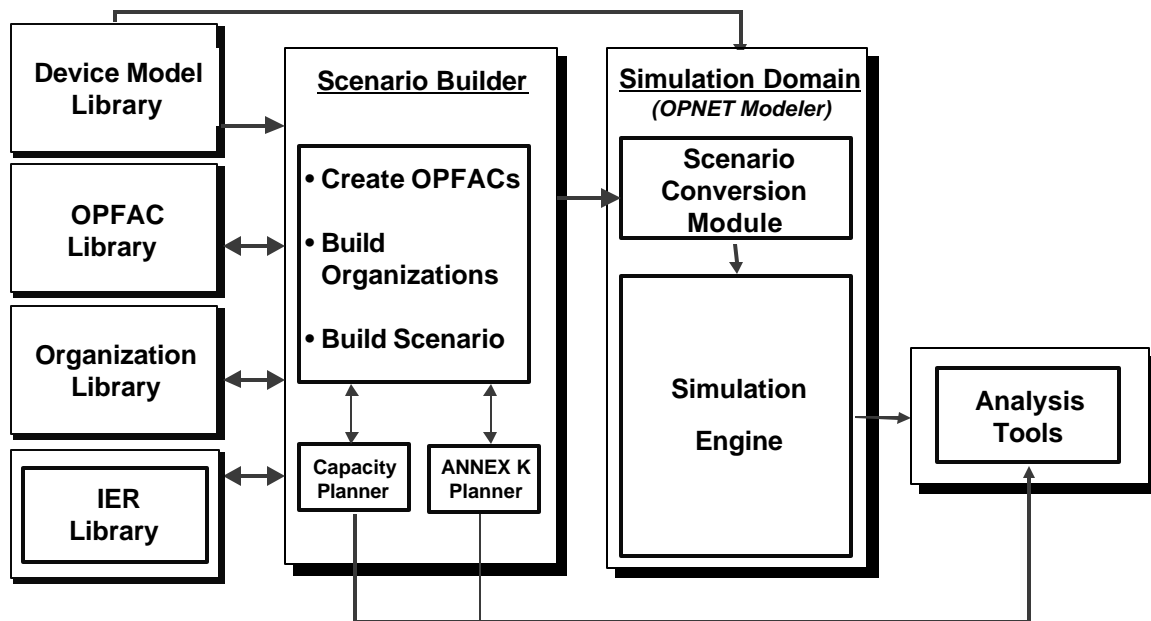 Device Model
Library
OPFAC
Library
Organization
Library
IER
Library
Scenario Builder
• Create OPFACs
• Build
Organizations
• Build Scenario
Capacity
Planner
ANNEX K
Planner
Simulation Domain
(OPNET Modeler)
Scenario
Conversion
Module
Simulation
Engine
Analysis
Tools